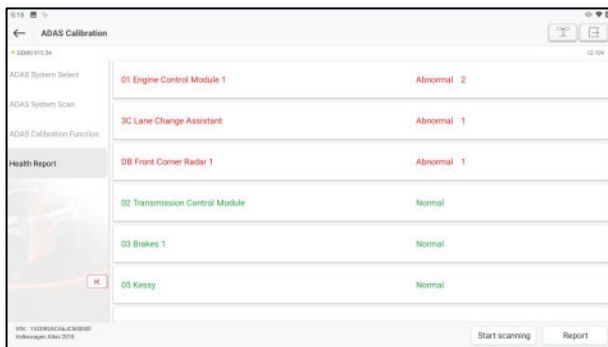 ADAS Calibration
DEMO V15.54
ADAS System Select
ADAS System Scan
ADAS Calibration Function
Health Report
01 Engine Control Module 1 Abnormal 2
3C Lane Change Assistant Abnormal 1
DB Front Corner Radar 1 Abnormal 1
02 Transmission Control Module Normal
03 Brakes 1 Normal
05 Kessy Normal
Volkswagen Atlas 2018
Start scanning Report